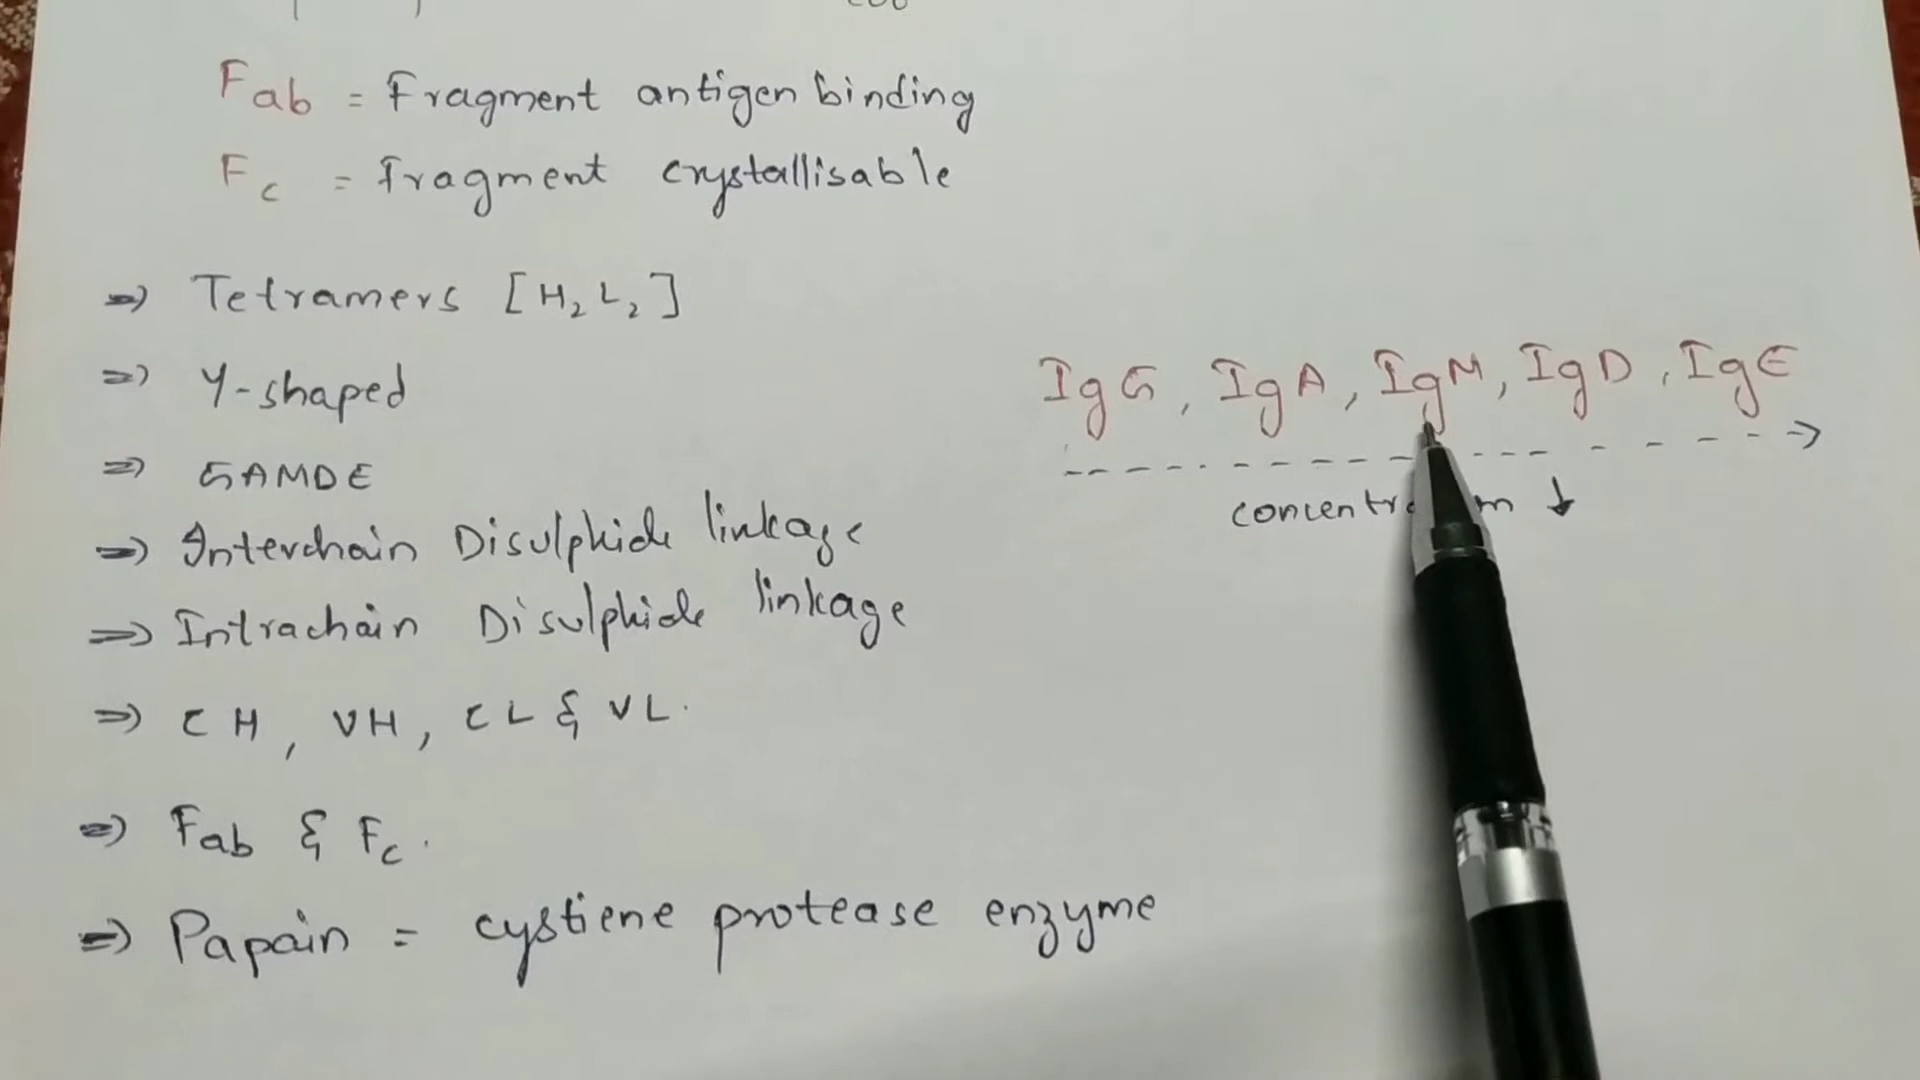 Fab = Fragment antigen binding
Fc = Fragment crystallisable
=> Tetramers [H₂L₂]
=> Y-shaped
=> GAMDE
=> Interchain Disulphide linkage
=> Intrachain Disulphide linkage
=> CH, VH, CL & VL.
=> Fab & Fc.
=> Papain = cystiene protease enzyme
IgG, IgA, IgM, IgD, IgE
--->
↓